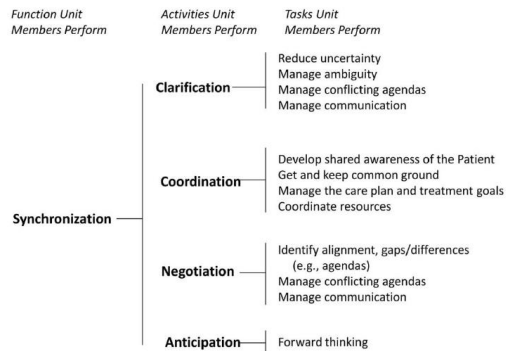 Function Unit
Members Perform
Activities Unit
Members Perform
Tasks Unit
Members Perform
Synchronization
Clarification
Reduce uncertainty
Manage ambiguity
Manage conflicting agendas
Manage communication
Coordination
Develop shared awareness of the Patient
Get and keep common ground
Manage the care plan and treatment goals
Coordinate resources
Negotiation
Identify alignment, gaps/differences
(e.g., agendas)
Manage conflicting agendas
Manage communication
Anticipation
Forward thinking